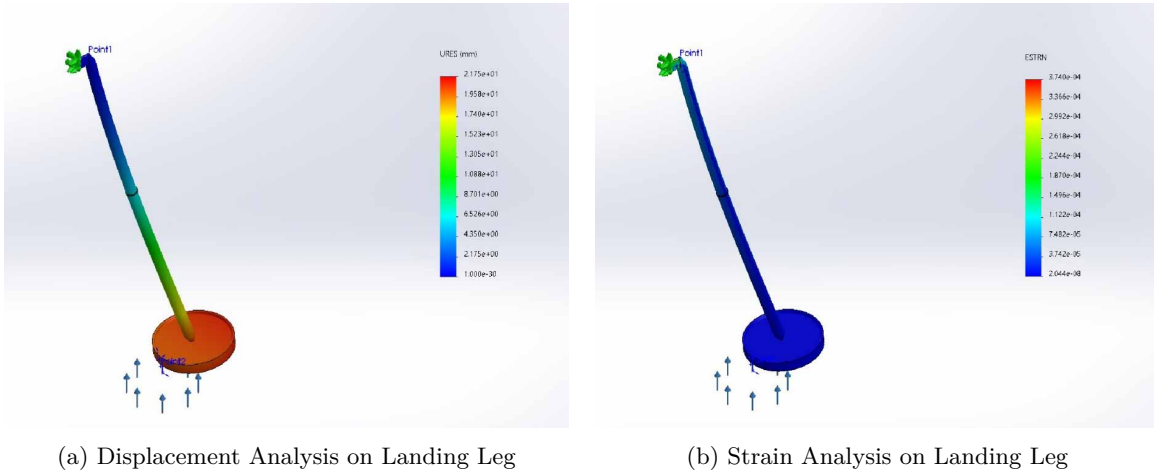 Point1
URES (mm)
2.175e+01
1.958e+01
1.740e+01
1.523e+01
1.305e+01
1.088e+01
8.701e+00
6.526e+00
4.350e+00
2.175e+00
1.000e-30
(a) Displacement Analysis on Landing Leg
Point1
ESTRN
3.740e-04
3.366e-04
2.992e-04
2.618e-04
2.244e-04
1.870e-04
1.496e-04
1.122e-04
7.482e-05
3.742e-05
2.044e-08
(b) Strain Analysis on Landing Leg